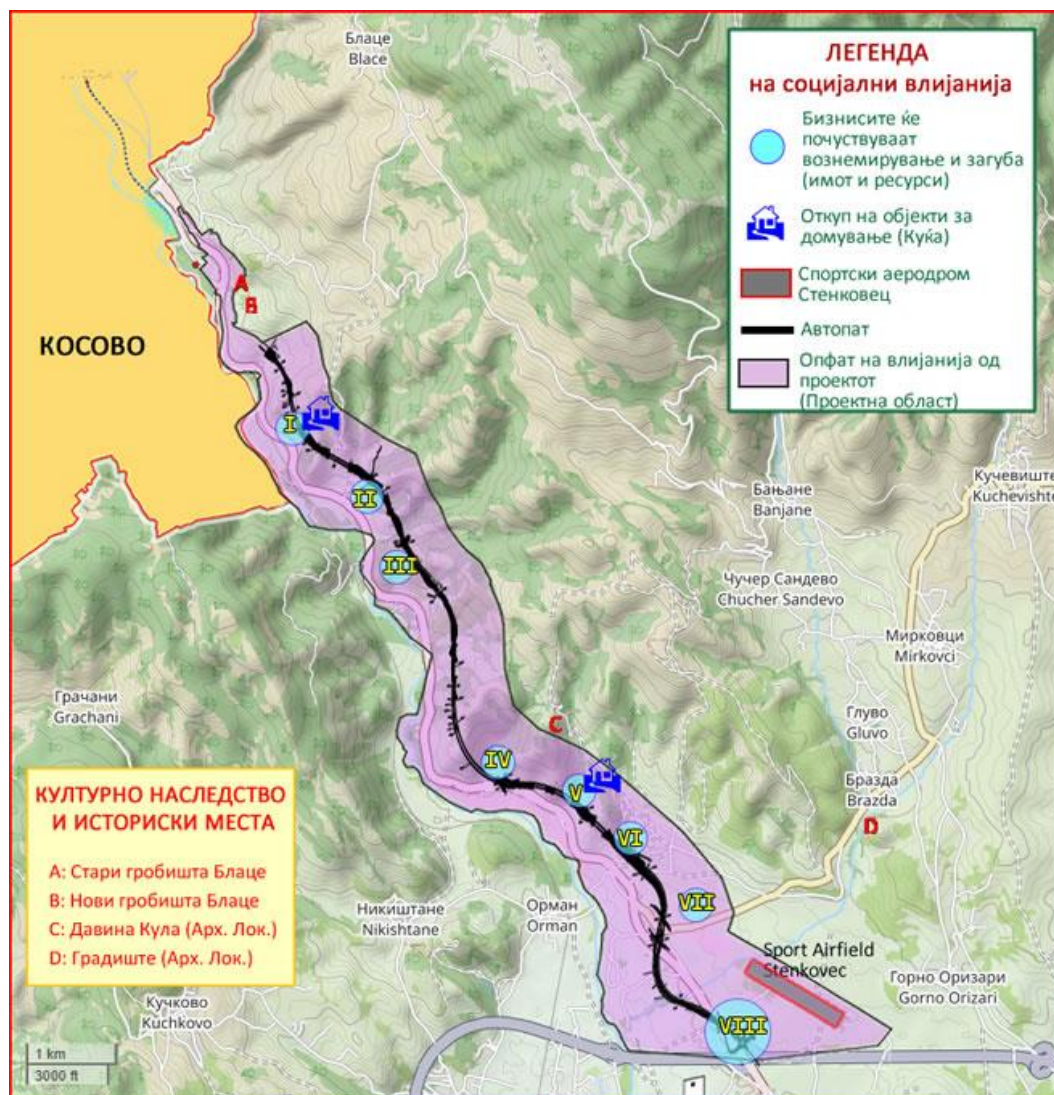 Блаце
Blace
ЛЕГЕНДА
на социјални влијанија
Бизнисите ќе
почуствуваат
вознемирување и загуба
(имот и ресурси)
Откуп на објекти за
домување (Куќа)
Спортски аеродром
Стенковец
Автопат
Опфат на влијанија од
проектот
(Проектна област)
A
B
КОСОВО
I
II
III
Бањане
Banjane
Кучевиште
Kuchevishte
Чучер Сандево
Chucher Sandevo
Мирковци
Mirkovci
Грачани
Grachani
C
Глуво
Gluvo
IV
V
Бразда
Brazda
D
VI
КУЛТУРНО НАСЛЕДСТВО
И ИСТОРИСКИ МЕСТА
А: Стари гробишта Блаце
B: Нови гробишта Блаце
C: Давина Кула (Арх. Лок.)
D: Градиште (Арх. Лок.)
VII
Никиштане
Nikishtane
Орман
Orman
Sport Airfield
Stenkovec
Горно Оризари
Gorno Orizari
Кучково
Kuchkovo
VIII
1 km
3000 ft